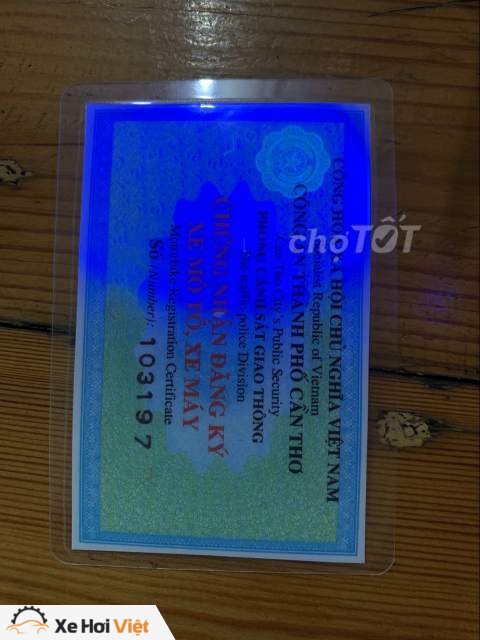 CỘNG HÒA XÃ HỘI CHỦ NGHĨA VIỆT NAM
Socialist Republic of Vietnam
CÔNG AN THÀNH PHỐ CẦN THƠ
Can Tho City's Public Security
PHÒNG CẢNH SÁT GIAO THÔNG
police Division
CHỨNG NHẬN ĐĂNG KÝ
XE MÔ TÔ, XE MÁY
Motorbike Registration Certificate
Số (Number): 103197
choTỐT
Xe Hơi Việt